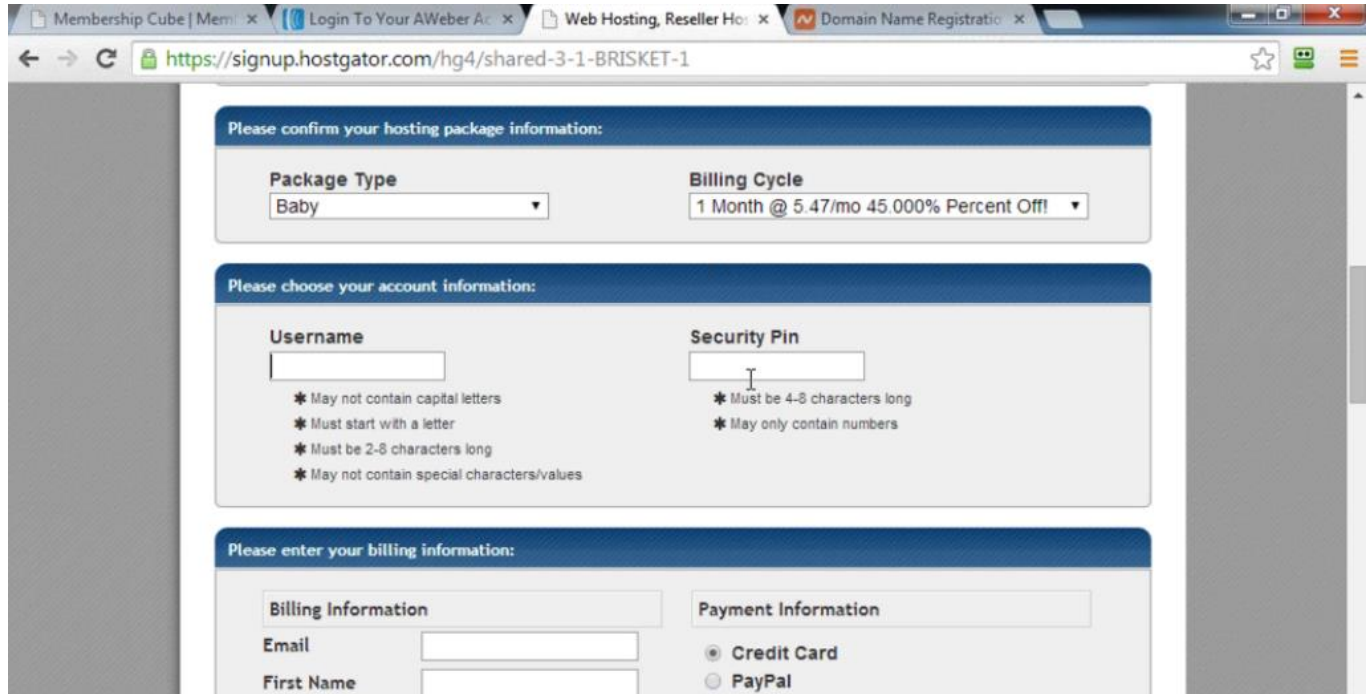 Membership Cube | Mem
Login To Your AWeber Ac
Web Hosting, Reseller Ho
Domain Name Registratio
https://signup.hostgator.com/hg4/shared-3-1-BRISKET-1
Please confirm your hosting package information:
Package Type
Billing Cycle
Baby
1 Month @ 5.47/mo 45.000% Percent Off!
Please choose your account information:
Username
Security Pin
✱ May not contain capital letters
✱ Must start with a letter
✱ Must be 2-8 characters long
✱ May not contain special characters/values
✱ Must be 4-8 characters long
✱ May only contain numbers
Please enter your billing information:
Billing Information
Payment Information
Email
First Name
Credit Card
PayPal